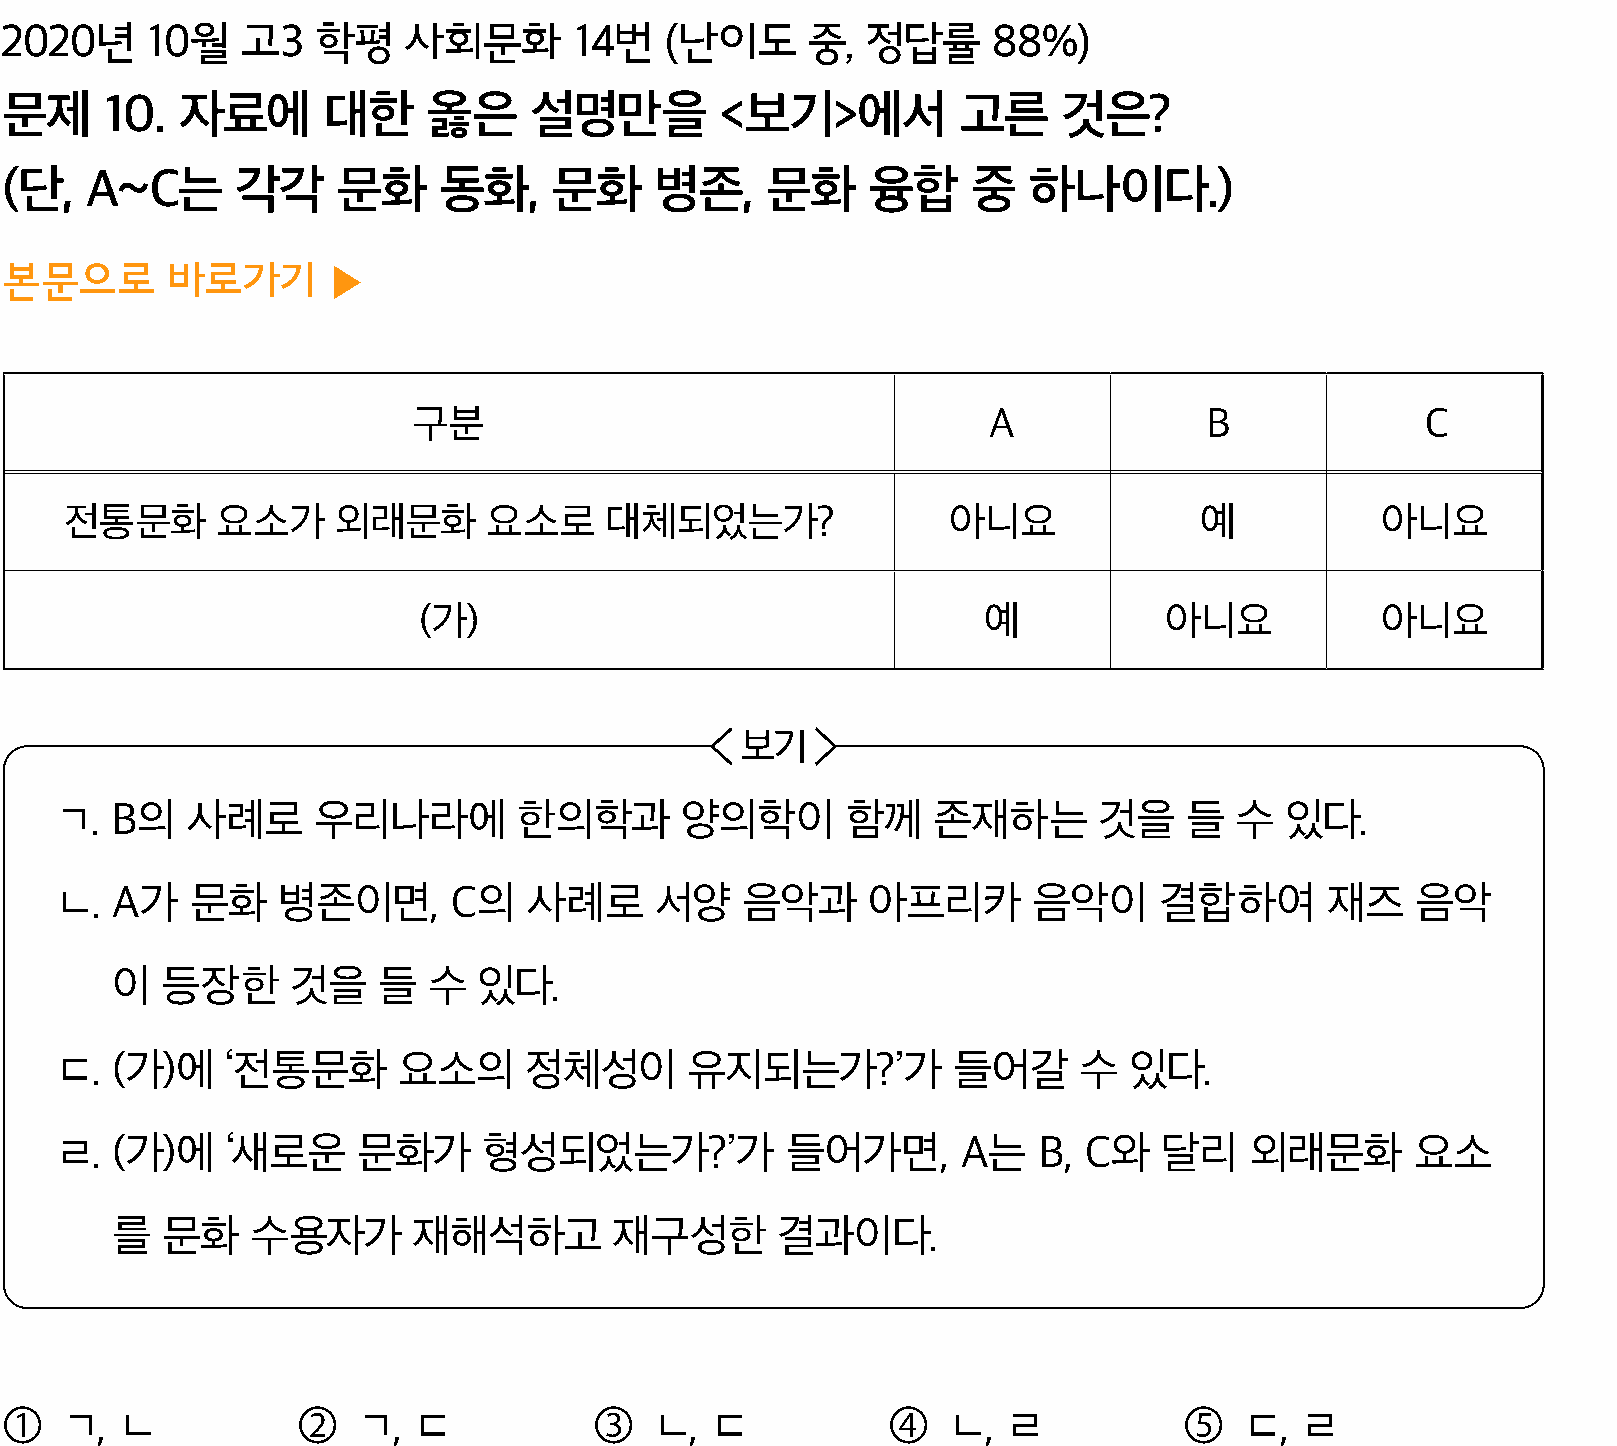 2020년 10월 고3 학평 사회문화 14번 (난이도 중, 정답률 88%)
문제 10. 자료에 대한 옳은 설명만을 <보기>에서 고른 것은?
(단, A~C는 각각 문화 동화, 문화 병존, 문화 융합 중 하나이다.)
본문으로 바로가기 ▶
구분 A B C
전통문화 요소가 외래문화 요소로 대체되었는가? 아니요 예 아니요
(가) 예 아니요 아니요
<보기>
ㄱ. B의 사례로 우리나라에 한의학과 양의학이 함께 존재하는 것을 들 수 있다.
ㄴ. A가 문화 병존이면, C의 사례로 서양 음악과 아프리카 음악이 결합하여 재즈 음악
이 등장한 것을 들 수 있다.
ㄷ. (가)에 ‘전통문화 요소의 정체성이 유지되는가?’가 들어갈 수 있다.
ㄹ. (가)에 ‘새로운 문화가 형성되었는가?’가 들어가면, A는 B, C와 달리 외래문화 요소
를 문화 수용자가 재해석하고 재구성한 결과이다.
① ㄱ, ㄴ ② ㄱ, ㄷ ③ ㄴ, ㄷ ④ ㄴ, ㄹ ⑤ ㄷ, ㄹ